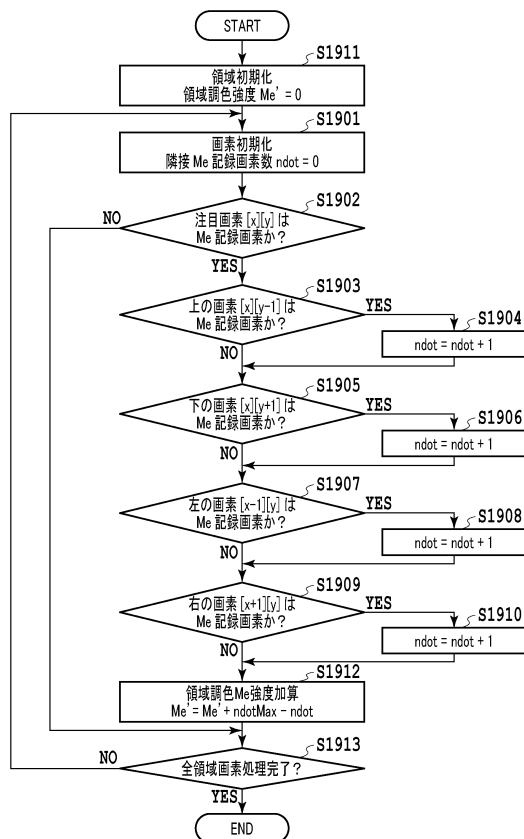 START
S1911
領域初期化
領域調色強度 Me' = 0
S1901
画素初期化
隣接 Me 記録画素数 ndot = 0
S1902
NO
注目画素 [x][y] は
Me 記録画素か？
YES
S1903
上の画素 [x][y-1] は
Me 記録画素か？
YES
S1904
ndot = ndot + 1
NO
S1905
下の画素 [x][y+1] は
Me 記録画素か？
YES
S1906
ndot = ndot + 1
NO
S1907
左の画素 [x-1][y] は
Me 記録画素か？
YES
S1908
ndot = ndot + 1
NO
S1909
右の画素 [x+1][y] は
Me 記録画素か？
YES
S1910
ndot = ndot + 1
NO
S1912
領域調色Me強度加算
Me' = Me' + ndotMax - ndot
S1913
NO
全領域画素処理完了？
YES
END